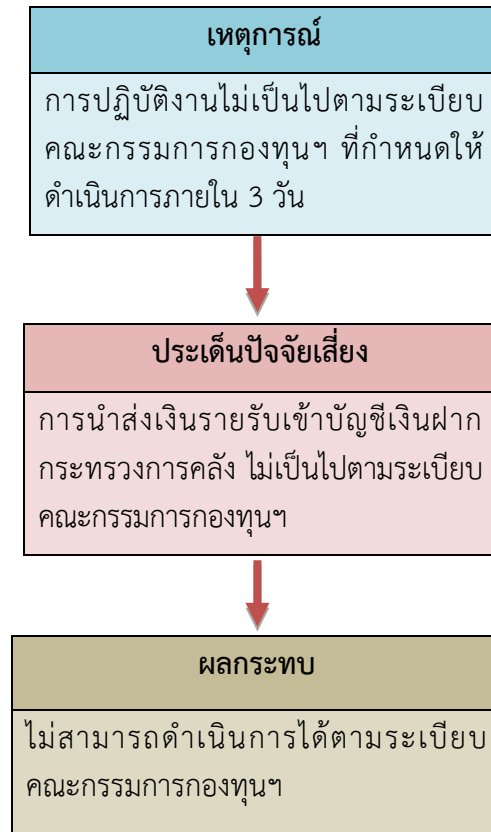 เหตุการณ์
การปฏิบัติงานไม่เป็นไปตามระเบียบ
คณะกรรมการกองทุนฯ ที่กำหนดให้
ดำเนินการภายใน 3 วัน
ประเด็นปัจจัยเสี่ยง
การนำส่งเงินรายรับเข้าบัญชีเงินฝาก
กระทรวงการคลัง ไม่เป็นไปตามระเบียบ
คณะกรรมการกองทุนฯ
ผลกระทบ
ไม่สามารถดำเนินการได้ตามระเบียบ
คณะกรรมการกองทุนฯ